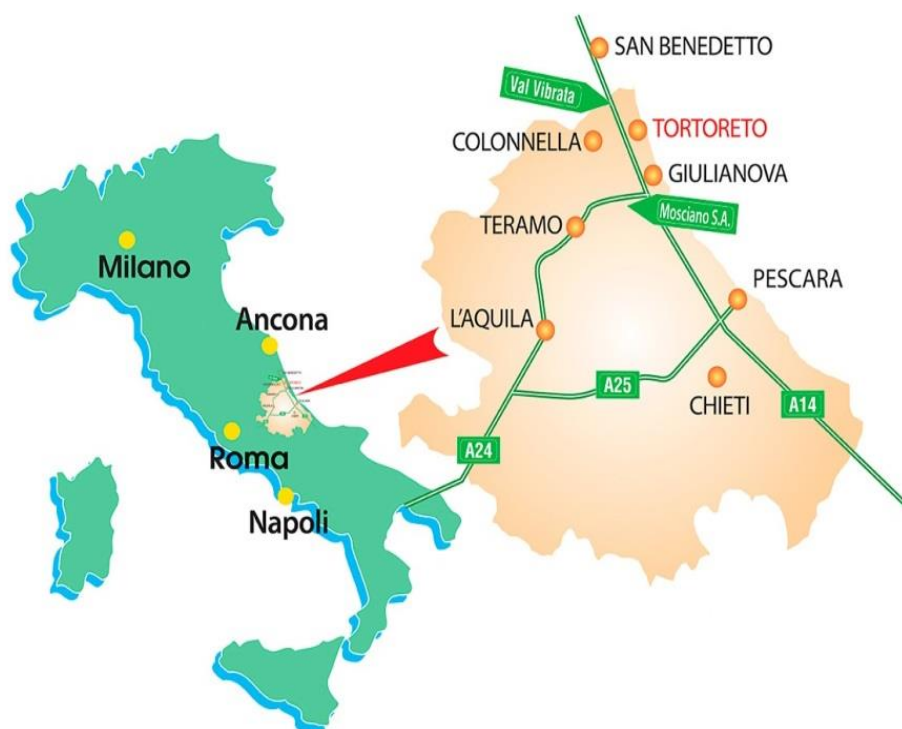 SAN BENEDETTO
Val Vibrata
TORTORETO
COLONNELLA
GIULIANOVA
Mosciano S.A.
TERAMO
PESCARA
L'AQUILA
A25
CHIETI
A14
A24
Milano
Ancona
Roma
Napoli